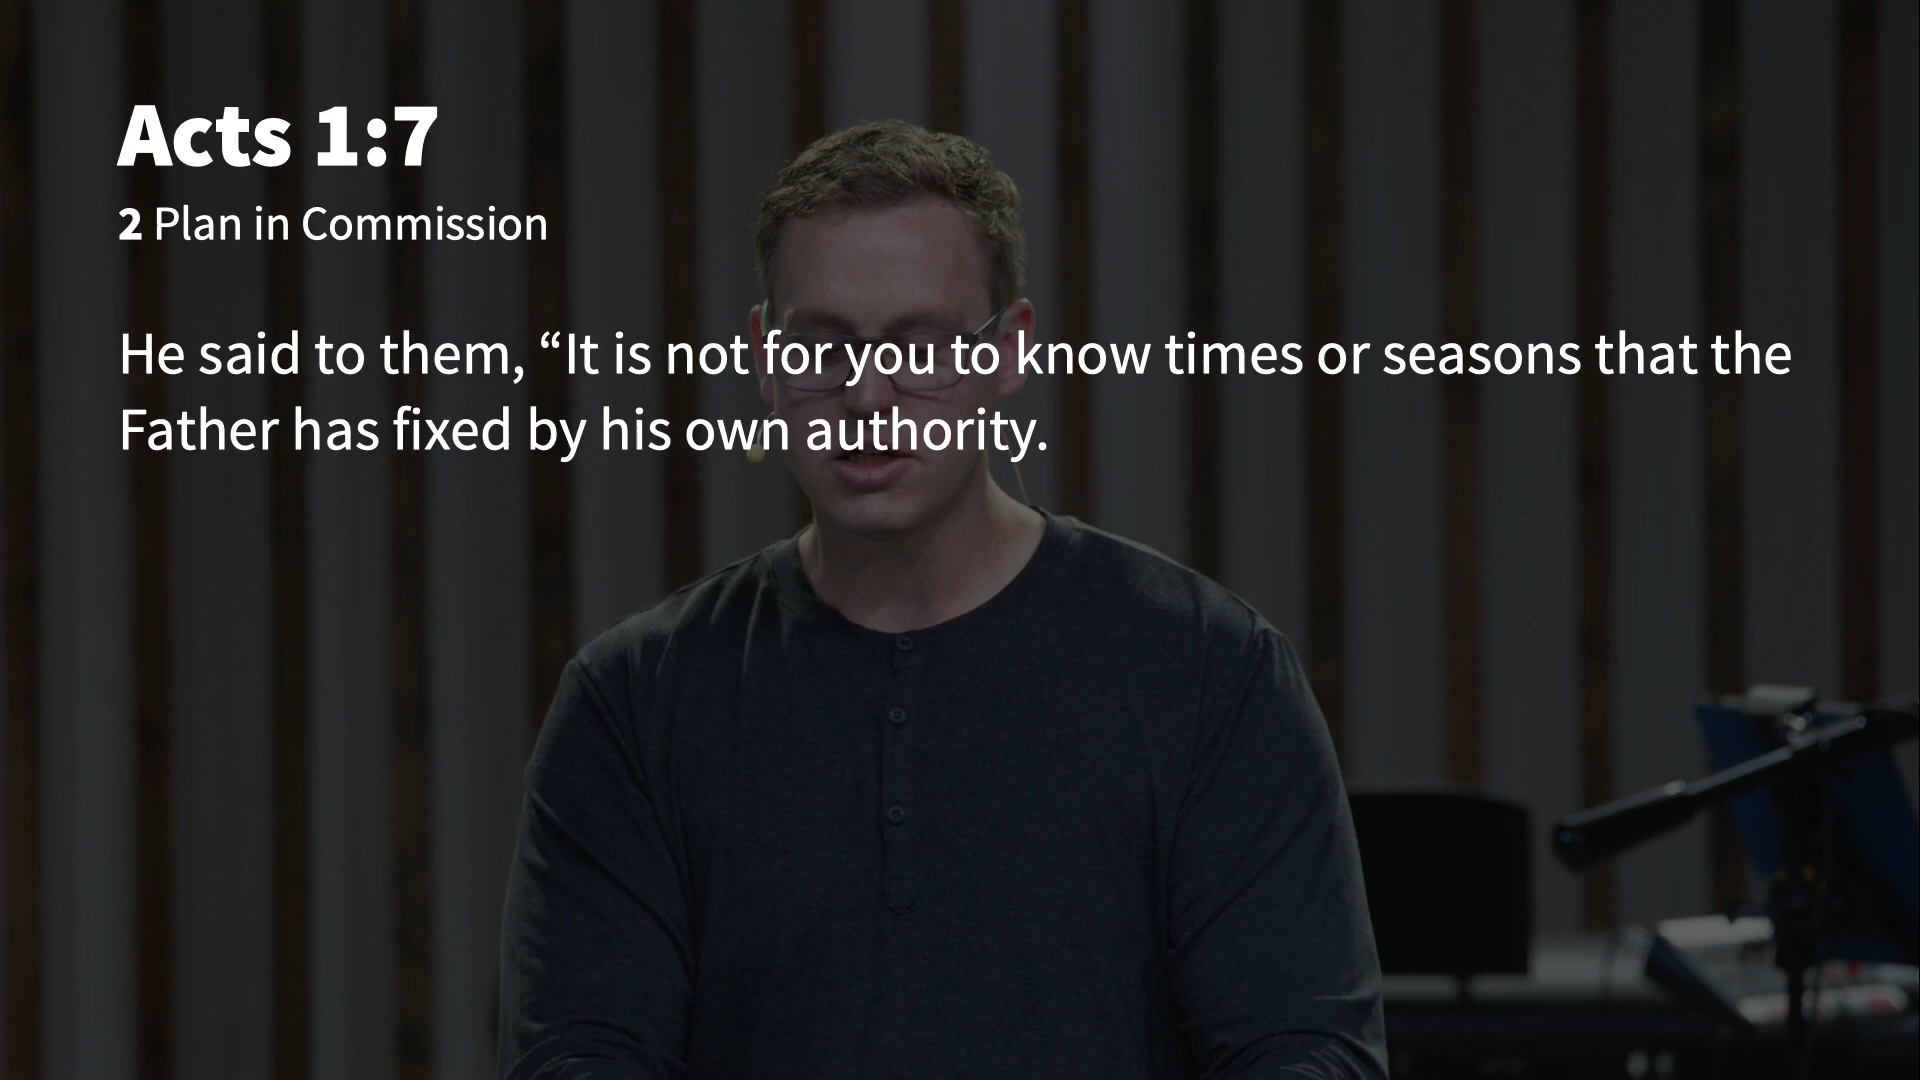 Acts 1:7
2 Plan in Commission
He said to them, “It is not for you to know times or seasons that the
Father has fixed by his own authority.